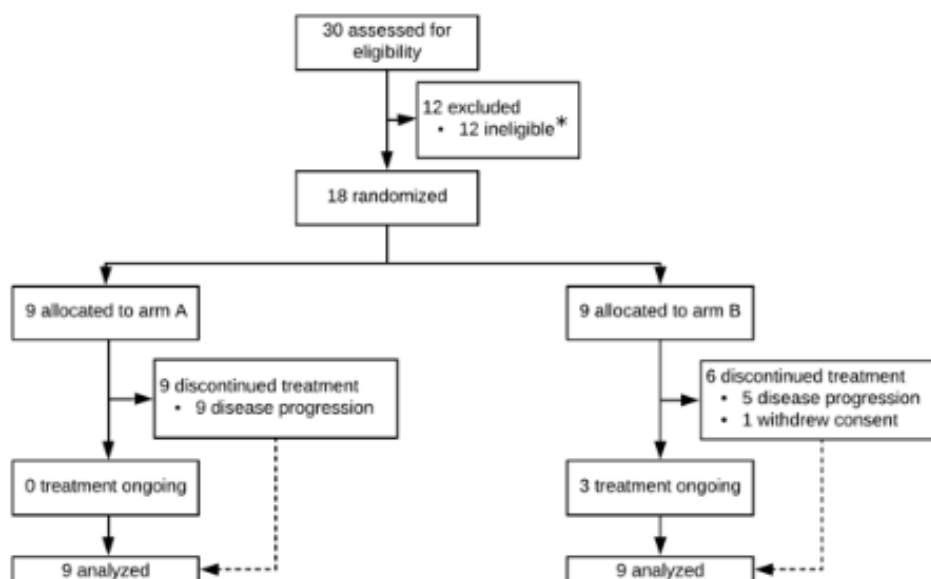 30 assessed for
eligibility
12 excluded
• 12 ineligible*
18 randomized
9 allocated to arm A
9 allocated to arm B
9 discontinued treatment
• 9 disease progression
6 discontinued treatment
• 5 disease progression
• 1 withdrew consent
0 treatment ongoing
3 treatment ongoing
9 analyzed
9 analyzed